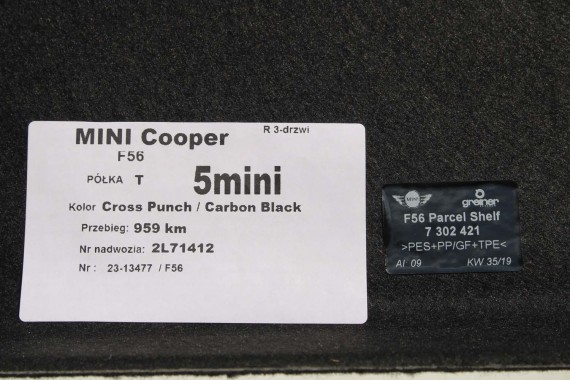 MINI Cooper R 3-drzwi
F56
PÓŁKA T 5mini
Kolor Cross Punch / Carbon Black
Przebieg: 959 km
Nr nadwozia: 2L71412
Nr : 23-13477 / F56
MINI greiner
F56 Parcel Shelf
7 302 421
>PES+PP/GF+TPE<
AI 09 KW 35/19